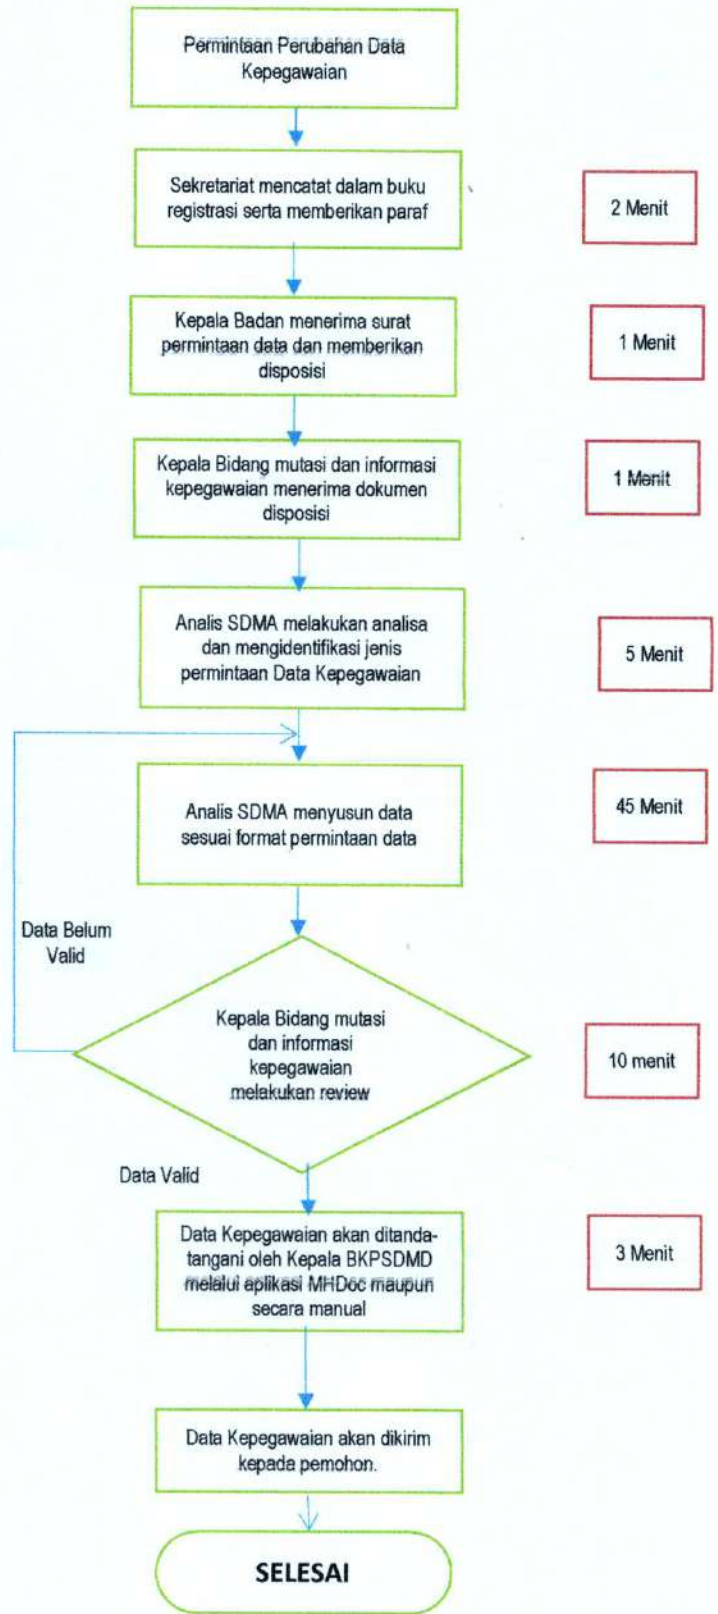 Permintaan Perubahan Data
Kepegawaian
Sekretariat mencatat dalam buku
registrasi serta memberikan paraf
2 Menit
Kepala Badan menerima surat
permintaan data dan memberikan
disposisi
1 Menit
Kepala Bidang mutasi dan informasi
kepegawaian menerima dokumen
disposisi
1 Menit
Analis SDMA melakukan analisa
dan mengidentifikasi jenis
permintaan Data Kepegawaian
5 Menit
Analis SDMA menyusun data
sesuai format permintaan data
45 Menit
Data Belum
Valid
Kepala Bidang mutasi
dan informasi
kepegawaian
melakukan review
10 menit
Data Valid
Data Kepegawaian akan ditanda-
tangani oleh Kepala BKPSDMD
melalui aplikasi MHDoc maupun
secara manual
3 Menit
Data Kepegawaian akan dikirim
kepada pemohon.
SELESAI